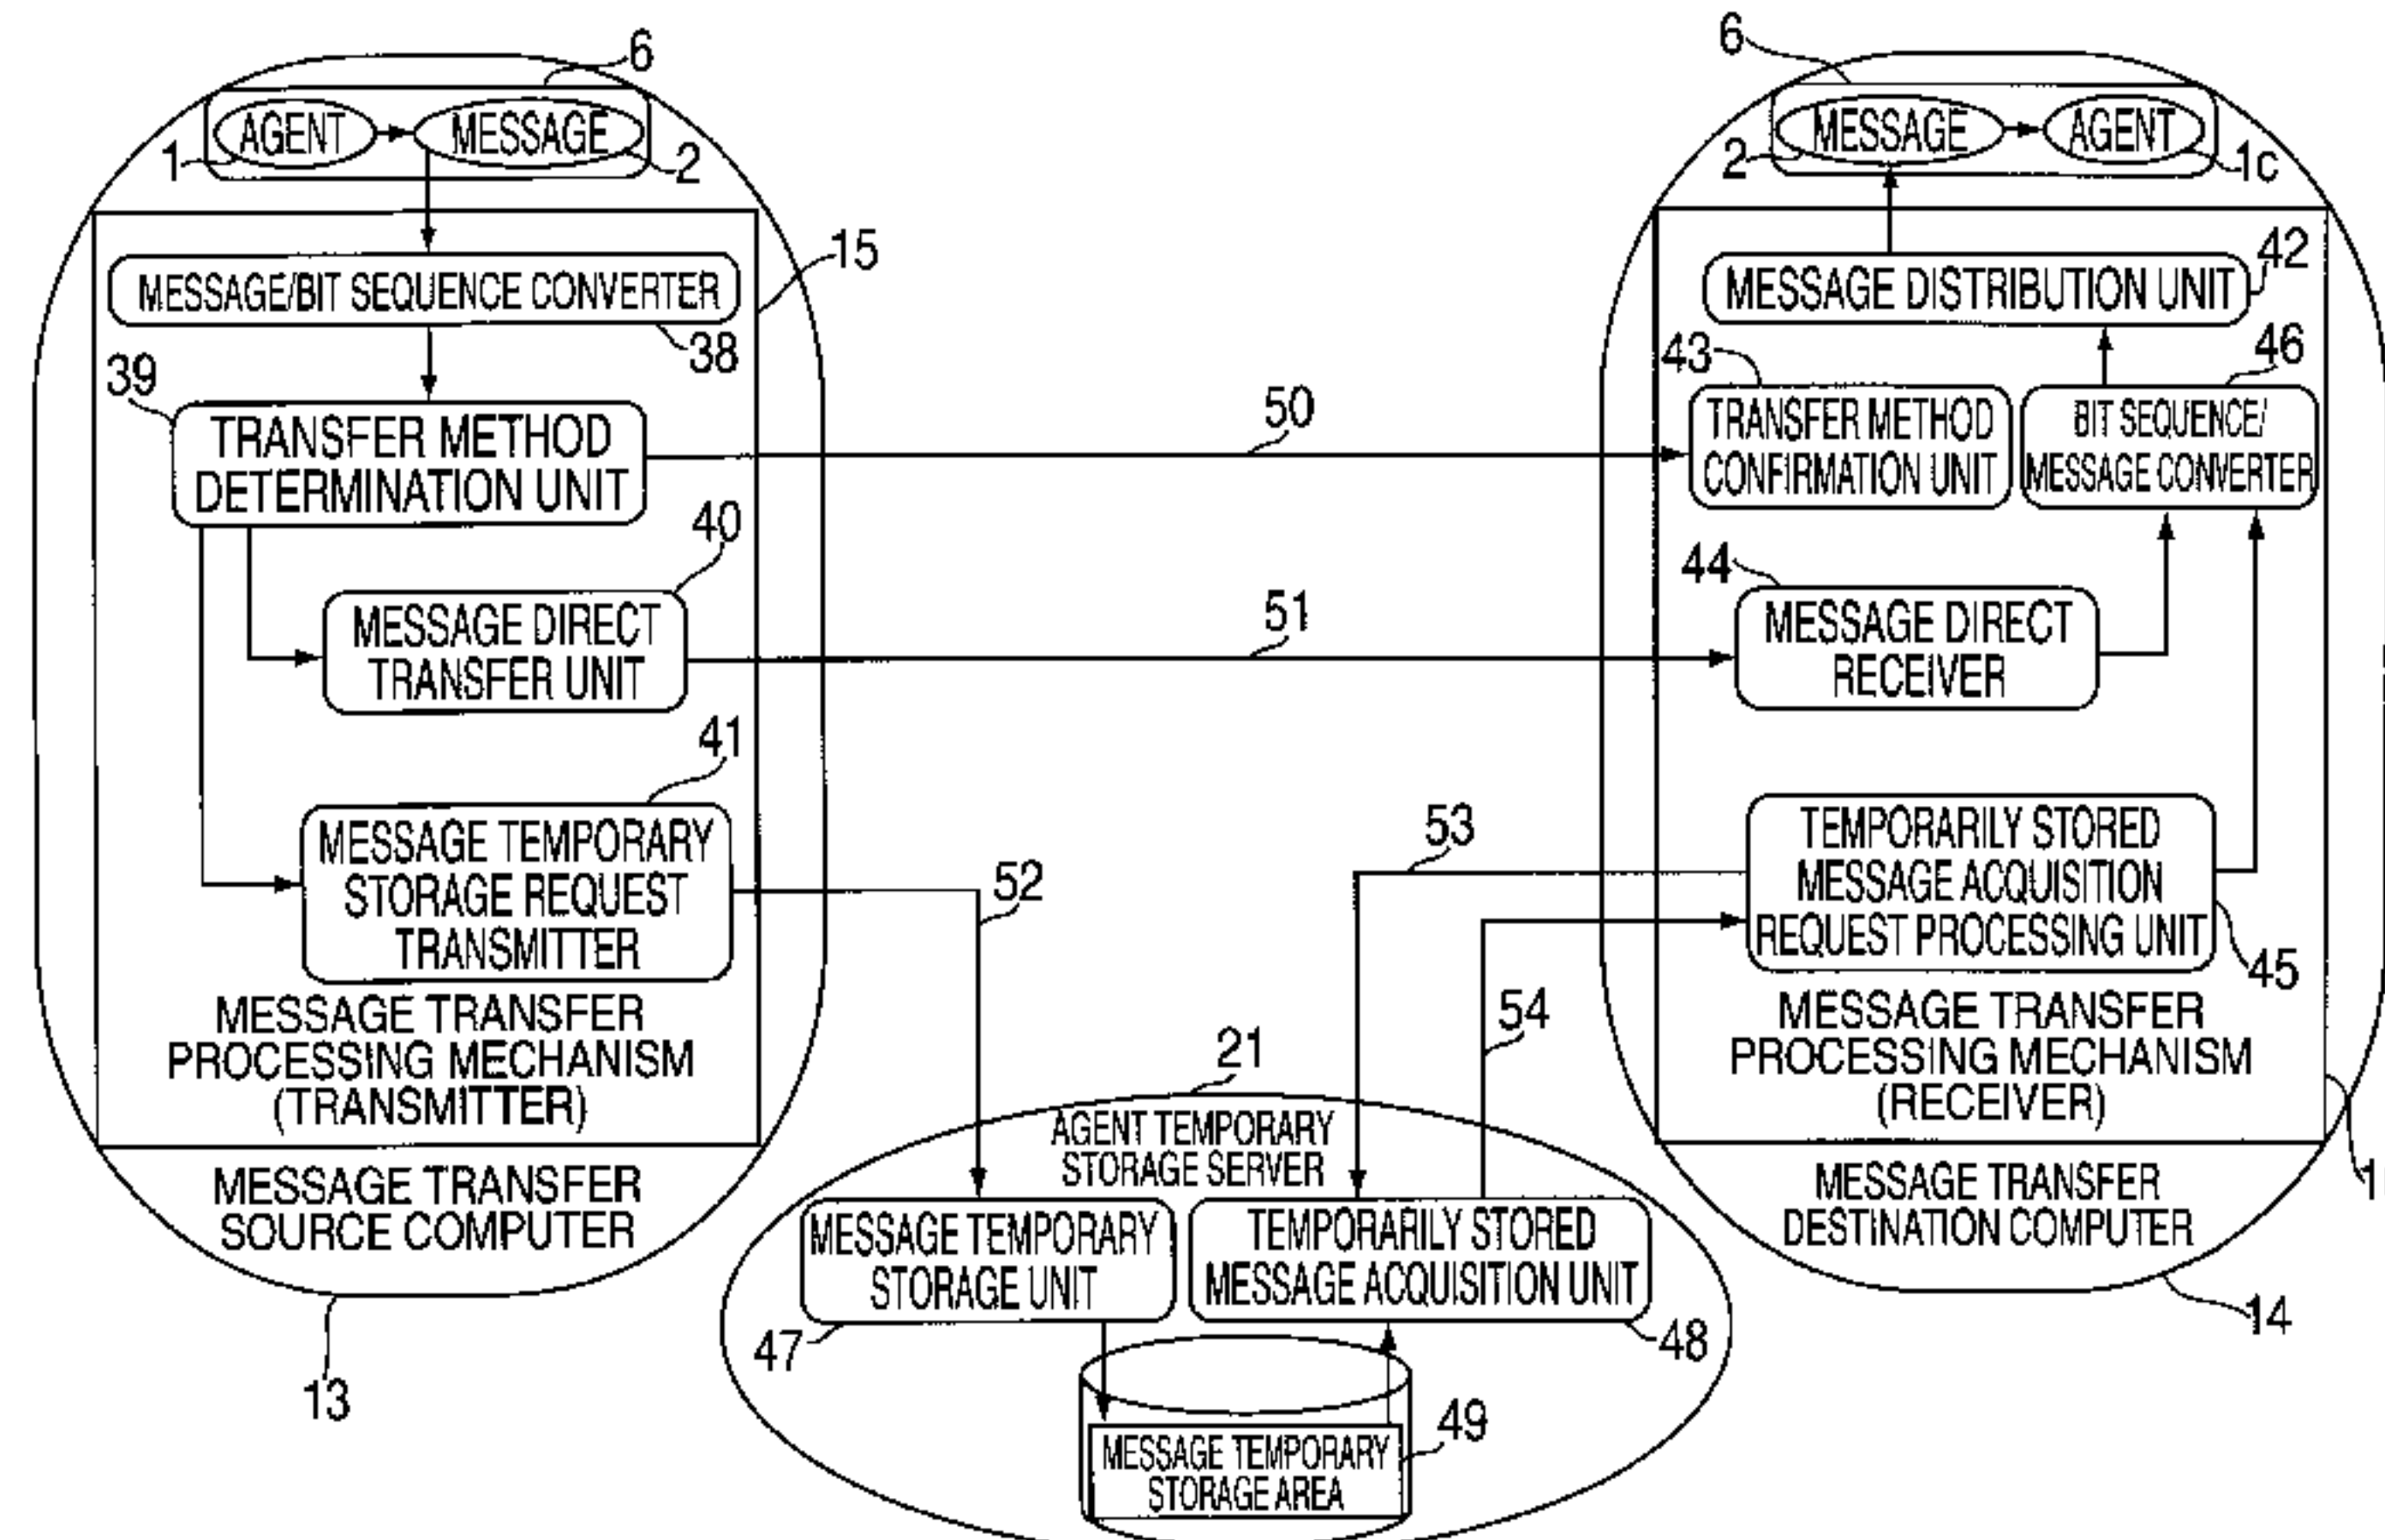 6
AGENT
MESSAGE
1
2
15
MESSAGE/BIT SEQUENCE CONVERTER
38
39
TRANSFER METHOD
DETERMINATION UNIT
40
MESSAGE DIRECT
TRANSFER UNIT
41
MESSAGE TEMPORARY
STORAGE REQUEST
TRANSMITTER
MESSAGE TRANSFER
PROCESSING MECHANISM
(TRANSMITTER)
MESSAGE TRANSFER
SOURCE COMPUTER
13
50
51
52
53
54
21
AGENT TEMPORARY
STORAGE SERVER
MESSAGE TEMPORARY
STORAGE UNIT
47
TEMPORARILY STORED
MESSAGE ACQUISITION UNIT
48
49
MESSAGE TEMPORARY
STORAGE AREA
6
MESSAGE
AGENT
2
1c
42
MESSAGE DISTRIBUTION UNIT
43
46
TRANSFER METHOD
CONFIRMATION UNIT
BIT SEQUENCE/
MESSAGE CONVERTER
44
MESSAGE DIRECT
RECEIVER
TEMPORARILY STORED
MESSAGE ACQUISITION
REQUEST PROCESSING UNIT
45
MESSAGE TRANSFER
PROCESSING MECHANISM
(RECEIVER)
MESSAGE TRANSFER
DESTINATION COMPUTER
14